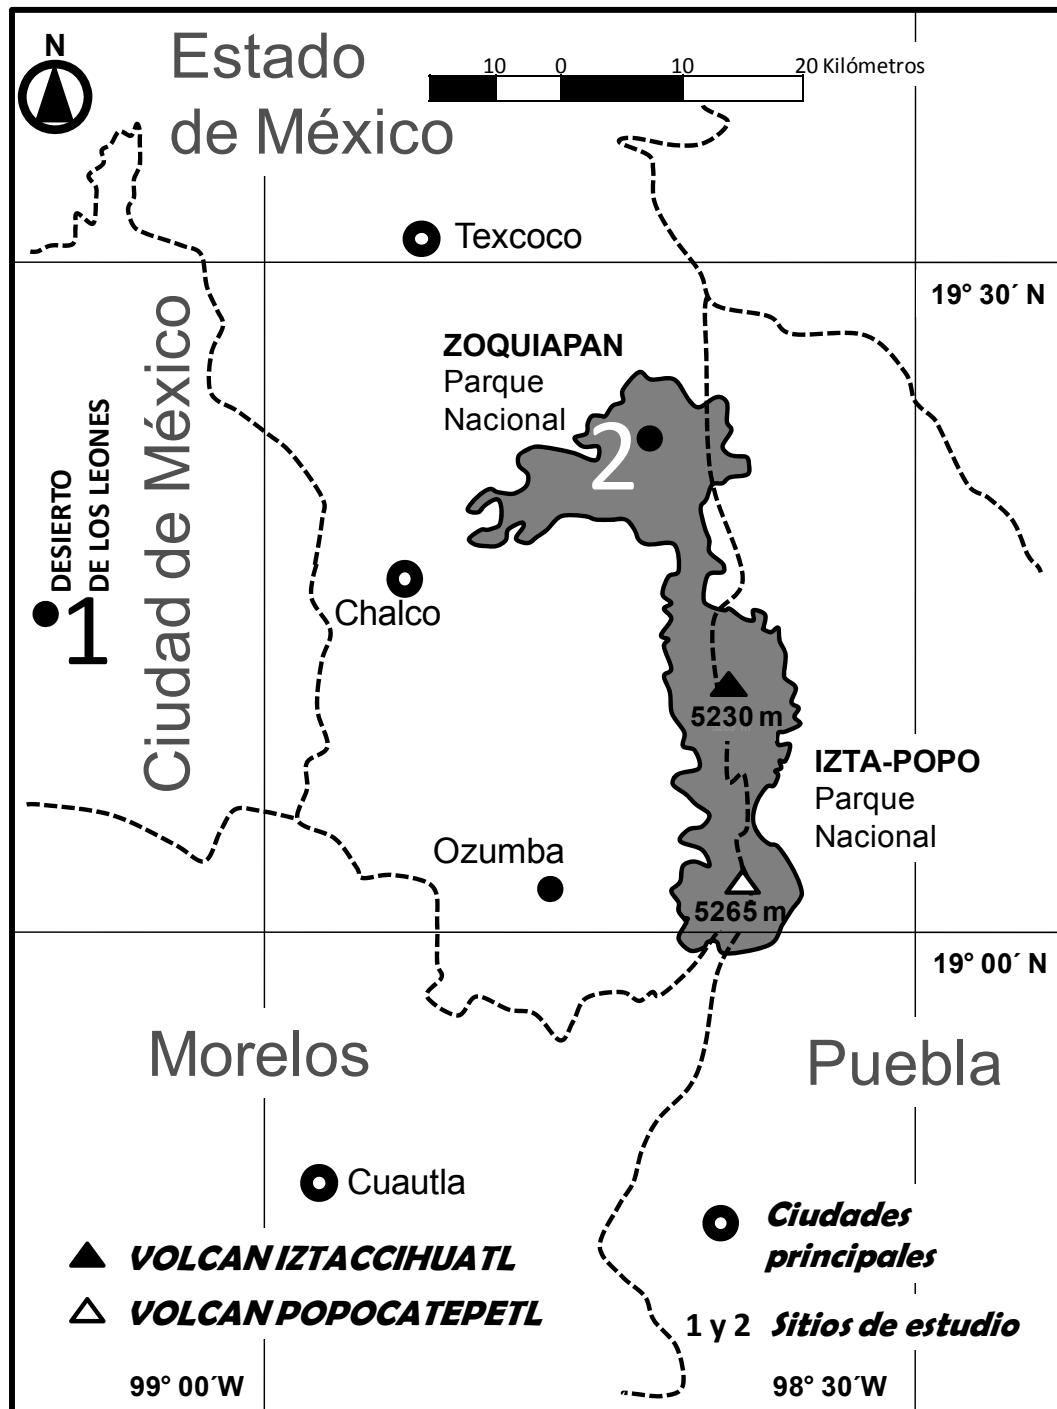 N
Estado
de México
10 0 10 20 Kilómetros
Texcoco
19° 30´ N
ZOQUIAPAN
Parque
Nacional
2
Ciudad de México
DESIERTO
DE LOS LEONES
1
Chalco
5230 m
IZTA-POPO
Parque
Nacional
Ozumba
5265 m
19° 00´ N
Morelos
Puebla
Cuautla
Ciudades
principales
VOLCAN IZTACCIHUATL
VOLCAN POPOCATEPETL
1 y 2 Sitios de estudio
99° 00´W
98° 30´W